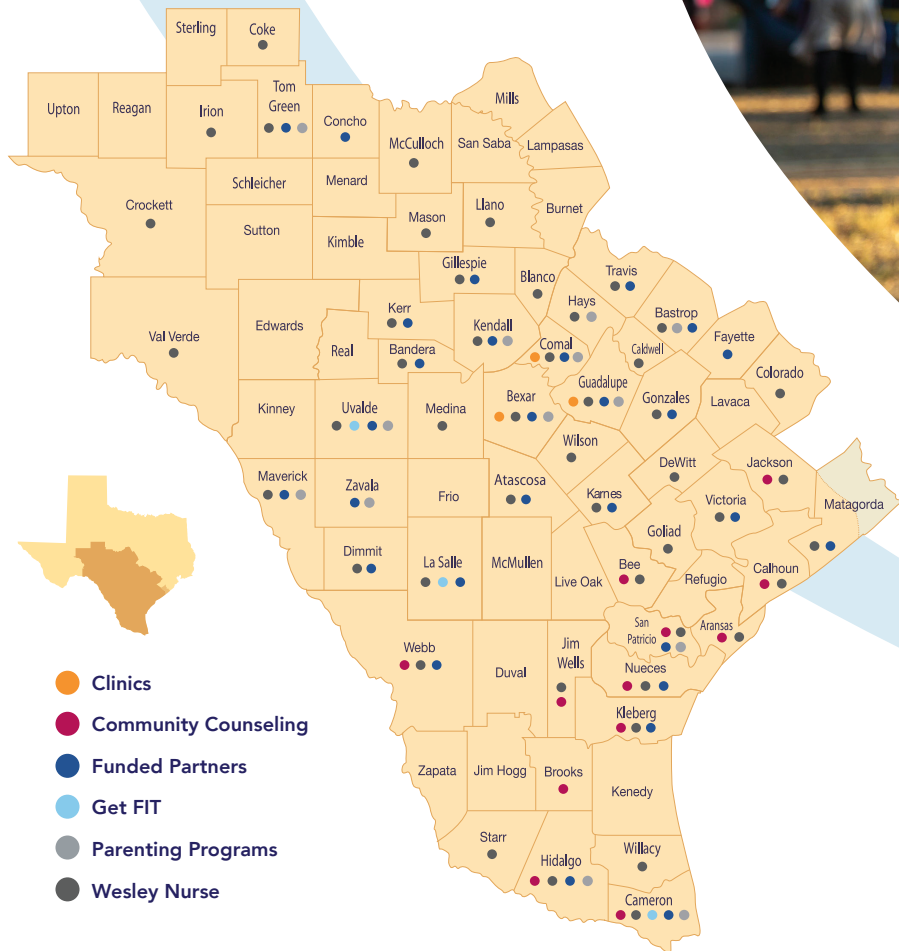 Sterling
Coke
Upton
Reagan
Irion
Tom
Green
Concho
McCulloch
San Saba
Mills
Lampasas
Crockett
Schleicher
Menard
Mason
Llano
Burnet
Sutton
Kimble
Gillespie
Blanco
Travis
Hays
Bastrop
Val Verde
Edwards
Real
Kerr
Bandera
Kendall
Comal
Caldwell
Fayette
Colorado
Kinney
Uvalde
Medina
Bexar
Guadalupe
Gonzales
Lavaca
Wilson
Maverick
Zavala
Frio
Atascosa
Karnes
DeWitt
Jackson
Victoria
Matagorda
Goliad
Dimmit
La Salle
McMullen
Live Oak
Bee
Refugio
Calhoun
San
Patricio
Aransas
Webb
Duval
Jim
Wells
Nueces
Kleberg
Zapata
Jim Hogg
Brooks
Kenedy
Starr
Hidalgo
Willacy
Cameron
Clinics
Community Counseling
Funded Partners
Get FIT
Parenting Programs
Wesley Nurse